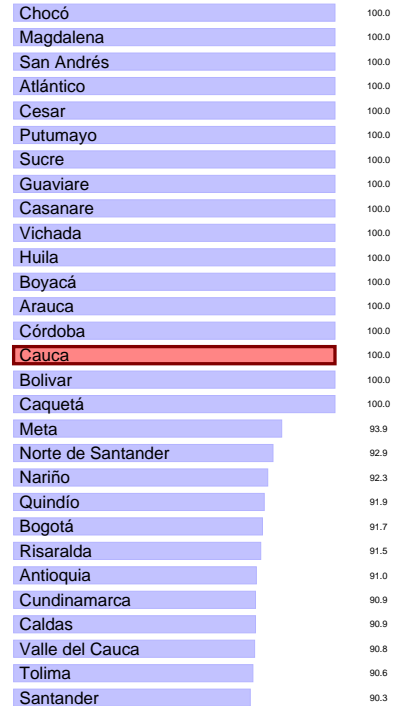 Chocó 100.0
Magdalena 100.0
San Andrés 100.0
Atlántico 100.0
Cesar 100.0
Putumayo 100.0
Sucre 100.0
Guaviare 100.0
Casanare 100.0
Vichada 100.0
Huila 100.0
Boyacá 100.0
Arauca 100.0
Córdoba 100.0
Cauca 100.0
Bolivar 100.0
Caquetá 100.0
Meta 93.9
Norte de Santander 92.9
Nariño 92.3
Quindío 91.9
Bogotá 91.7
Risaralda 91.5
Antioquia 91.0
Cundinamarca 90.9
Caldas 90.9
Valle del Cauca 90.8
Tolima 90.6
Santander 90.3